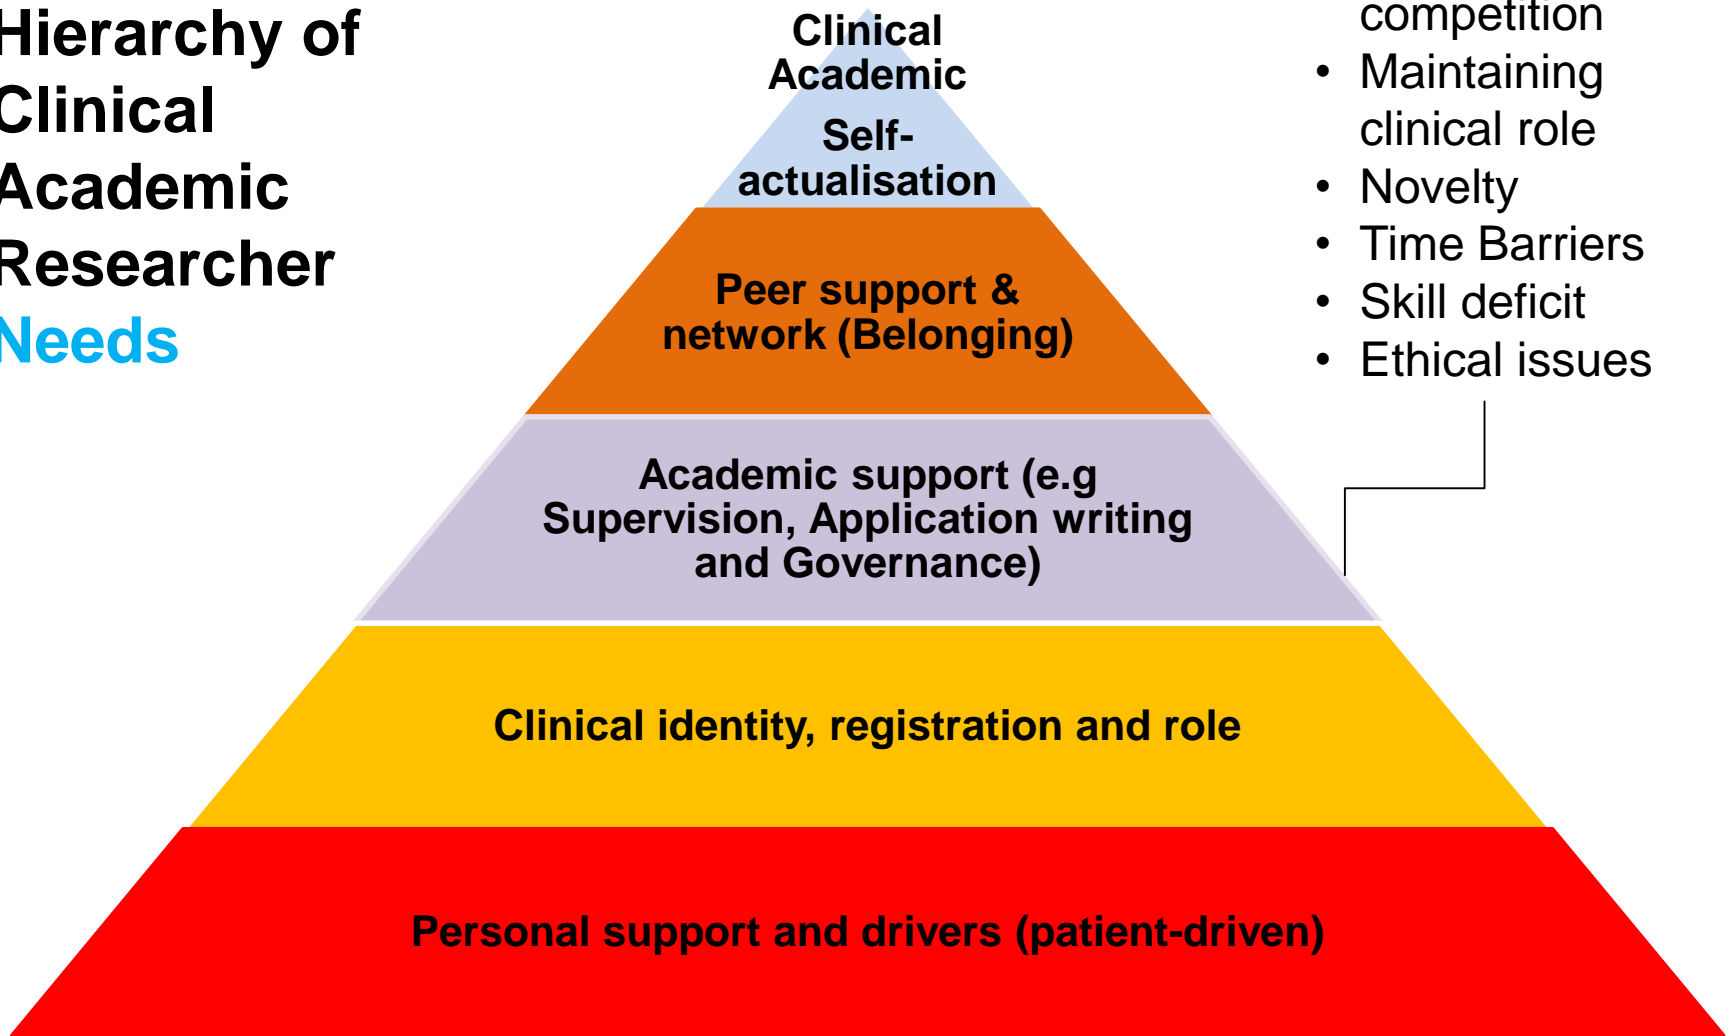 Hierarchy of
Clinical
Academic
Researcher
Needs
Clinical
Academic
Self-
actualisation
Peer support &
network (Belonging)
Academic support (e.g
Supervision, Application writing
and Governance)
Clinical identity, registration and role
Personal support and drivers (patient-driven)
competition
• Maintaining
clinical role
• Novelty
• Time Barriers
• Skill deficit
• Ethical issues